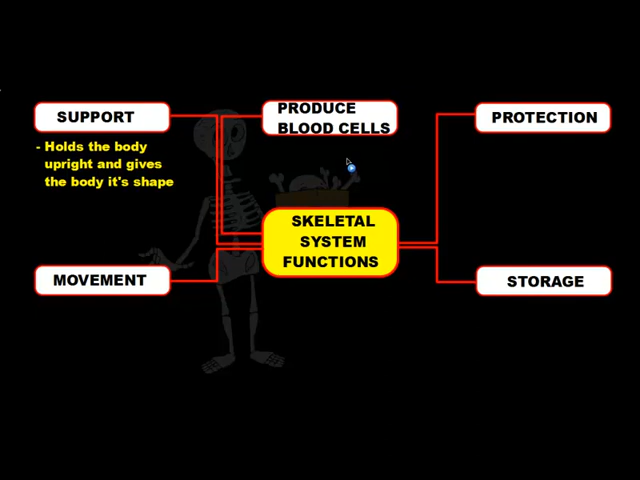 SUPPORT
- Holds the body
upright and gives
the body it's shape
PRODUCE
BLOOD CELLS
PROTECTION
SKELETAL
SYSTEM
FUNCTIONS
MOVEMENT
STORAGE